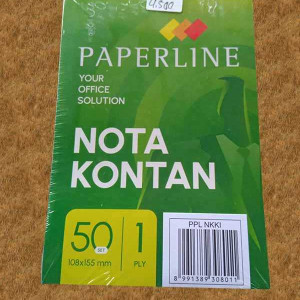 4.500
PAPERLINE
YOUR
OFFICE
SOLUTION
NOTA
KONTAN
50 SET
1
108x155 mm
PLY
PPL NKKI
8 991389 308011